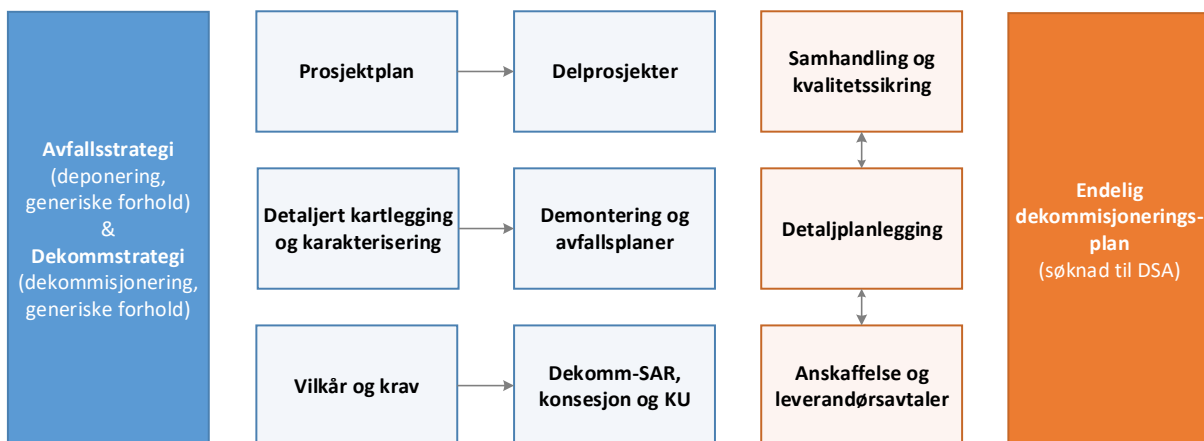 Avfallsstrategi
(deponering,
generiske forhold)
&
Dekommstrategi
(dekommisjonering,
generiske forhold)
Prosjektplan
Delprosjekter
Samhandling og
kvalitetssikring
Detaljert kartlegging
og karakterisering
Demontering og
avfallsplaner
Detaljplanlegging
Vilkår og krav
Dekomm-SAR,
konsesjon og KU
Anskaffelse og
leverandørsavtaler
Endelig
dekommisjonerings-
plan
(søknad til DSA)